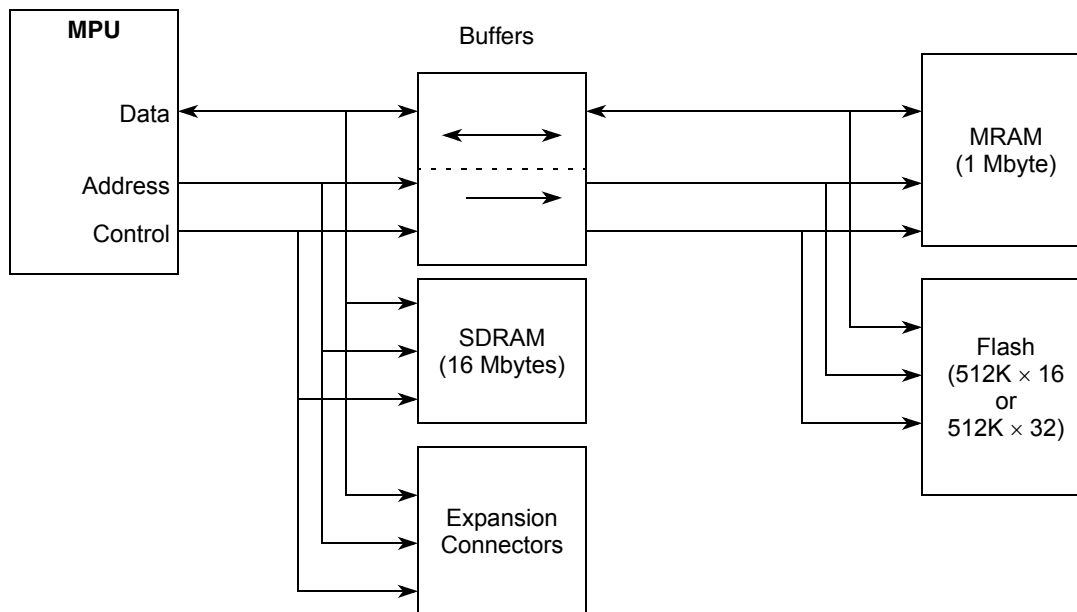 MPU
Data
Address
Control
Buffers
SDRAM
(16 Mbytes)
Expansion
Connectors
MRAM
(1 Mbyte)
Flash
(512K × 16
or
512K × 32)